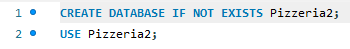 1 CREATE DATABASE IF NOT EXISTS Pizzeria2;
2 USE Pizzeria2;